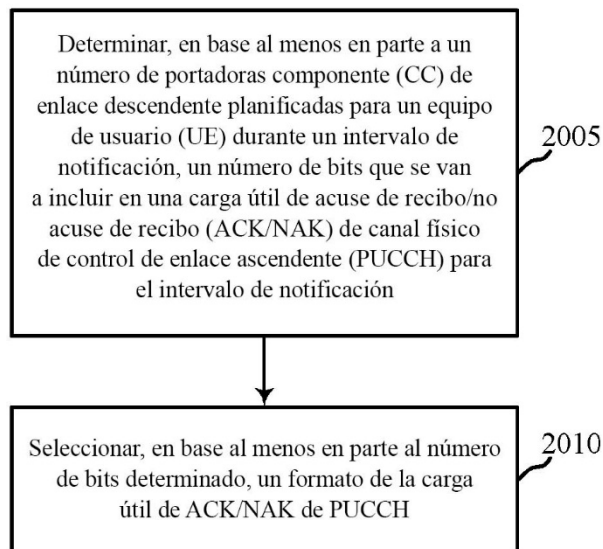 Determinar, en base al menos en parte a un
número de portadoras componente (CC) de
enlace descendente planificadas para un equipo
de usuario (UE) durante un intervalo de
notificación, un número de bits que se van
a incluir en una carga útil de acuse de recibo/no
acuse de recibo (ACK/NAK) de canal físico
de control de enlace ascendente (PUCCH) para
el intervalo de notificación
2005
Seleccionar, en base al menos en parte al número
de bits determinado, un formato de la carga
útil de ACK/NAK de PUCCH
2010